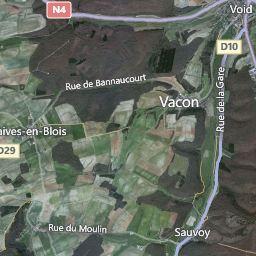 N4
Void
D10
Rue de Bannaucourt
Vacon
Rue de la Gare
aives-en-Blois
D29
Rue du Moulin
Sauvoy